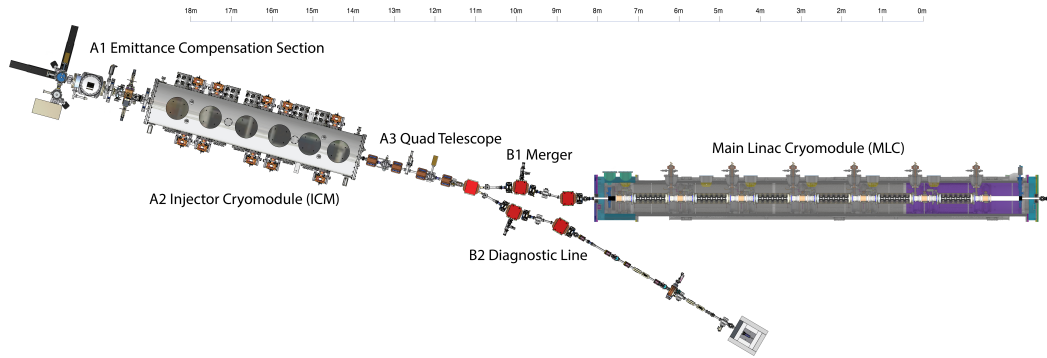 18m 17m 16m 15m 14m 13m 12m 11m 10m 9m 8m 7m 6m 5m 4m 3m 2m 1m 0m
A1 Emittance Compensation Section
A3 Quad Telescope
B1 Merger
Main Linac Cryomodule (MLC)
A2 Injector Cryomodule (ICM)
B2 Diagnostic Line